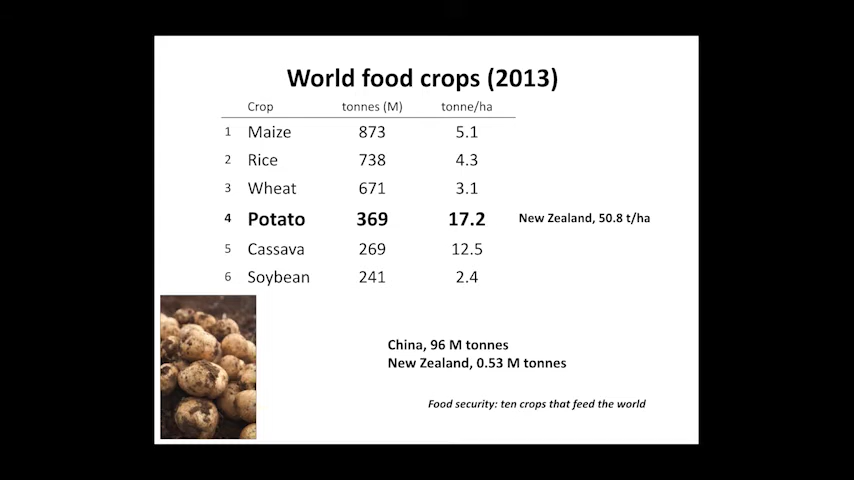 World food crops (2013)
Crop tonnes (M) tonne/ha
1 Maize 873 5.1
2 Rice 738 4.3
3 Wheat 671 3.1
4 Potato 369 17.2 New Zealand, 50.8 t/ha
5 Cassava 269 12.5
6 Soybean 241 2.4
China, 96 M tonnes
New Zealand, 0.53 M tonnes
Food security: ten crops that feed the world